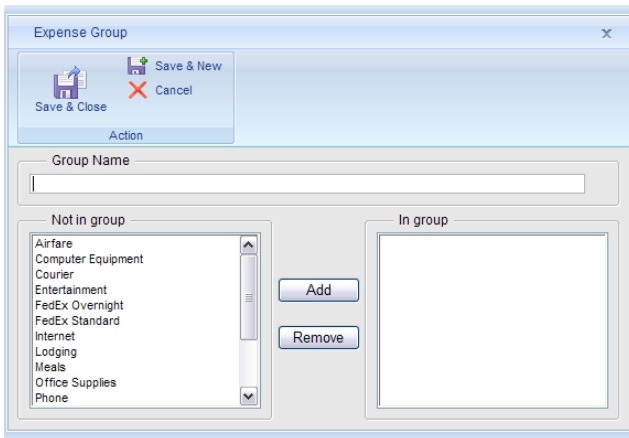 Expense Group
Save & Close
Save & New
Cancel
Action
Group Name
Not in group
Airfare
Computer Equipment
Courier
Entertainment
FedEx Overnight
FedEx Standard
Internet
Lodging
Meals
Office Supplies
Phone
Add
Remove
In group